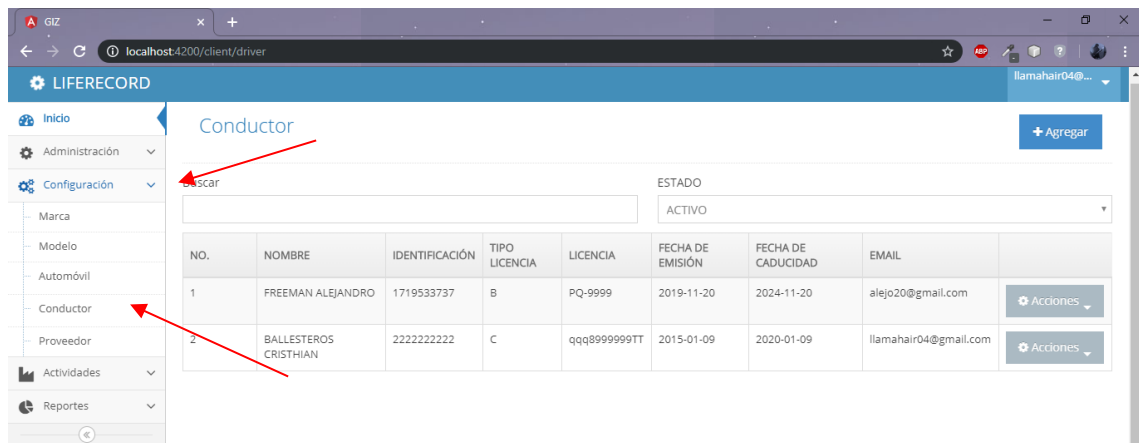 GIZ
localhost:4200/client/driver
ABP
LIFERECORD
llamahair04@...
Inicio
Administración
Configuración
Marca
Modelo
Automóvil
Conductor
Proveedor
Actividades
Reportes
Conductor
Agregar
Buscar
ESTADO
ACTIVO
NO. NOMBRE IDENTIFICACIÓN TIPO LICENCIA LICENCIA FECHA DE EMISIÓN FECHA DE CADUCIDAD EMAIL
1 FREEMAN ALEJANDRO 1719533737 B PQ-9999 2019-11-20 2024-11-20 alejo20@gmail.com Acciones
2 BALLESTEROS CRISTHIAN 2222222222 C qqq8999999TT 2015-01-09 2020-01-09 llamahair04@gmail.com Acciones